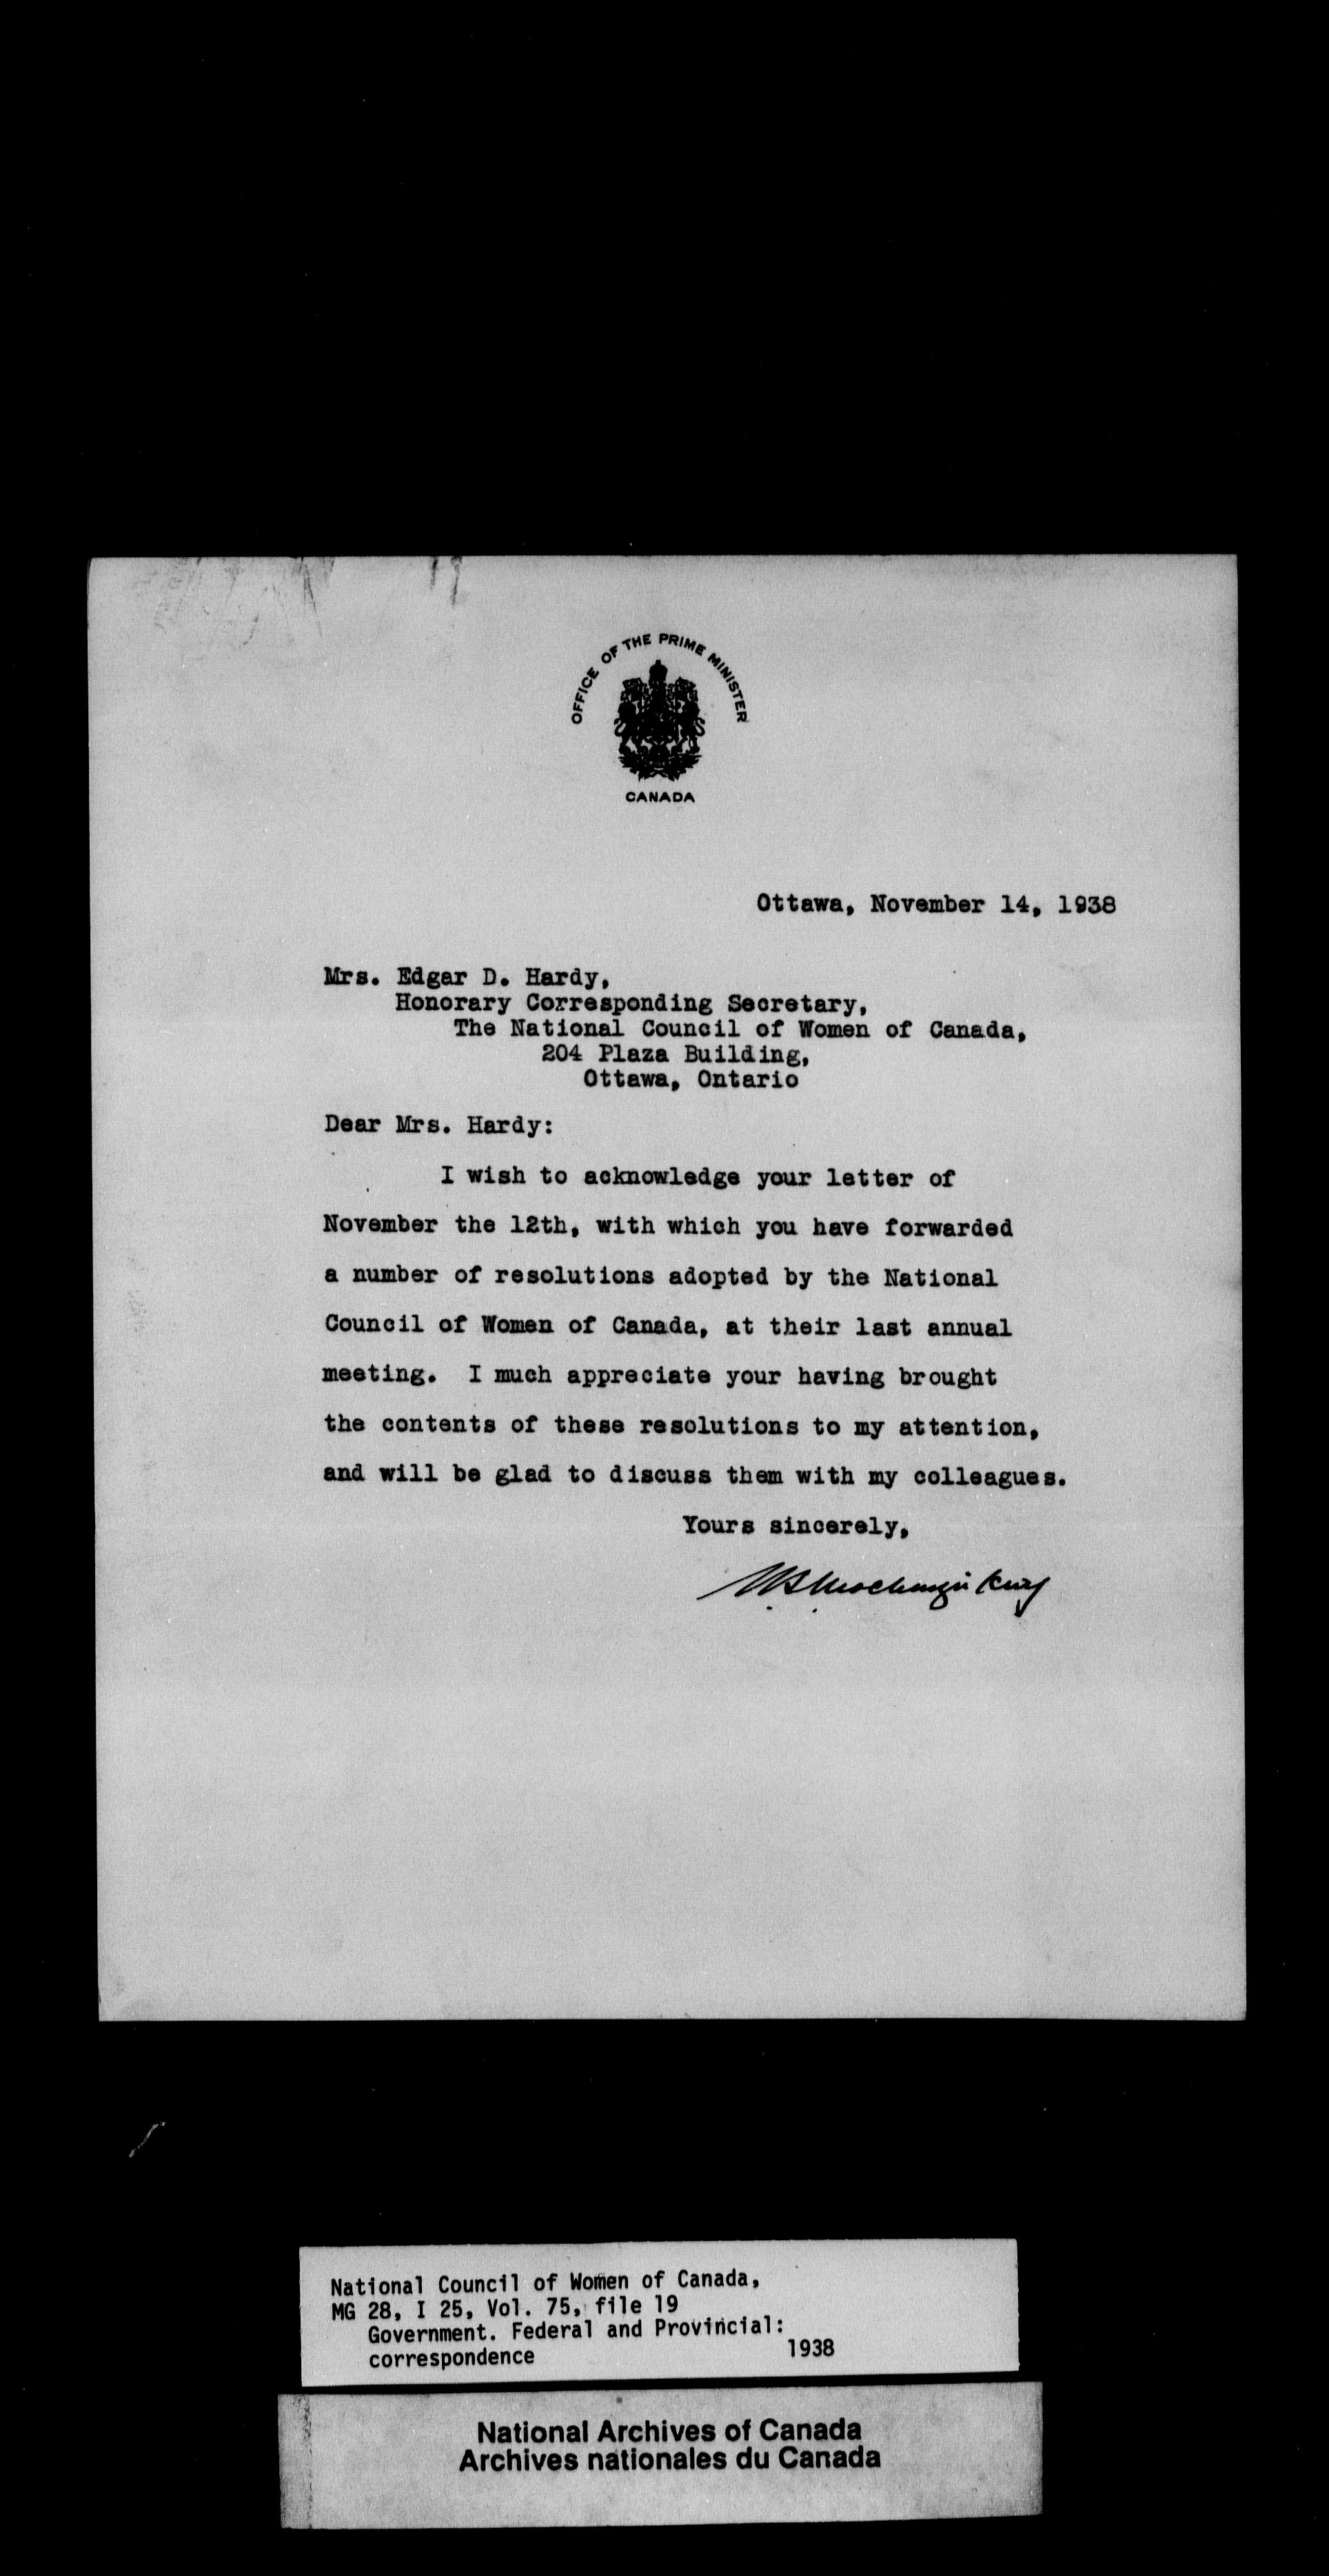 OFFICE OF THE PRIME MINISTER
CANADA
Ottawa, November 14, 1938
Mrs. Edgar D. Hardy,
Honorary Corresponding Secretary,
The National Council of Women of Canada,
204 Plaza Building,
Ottawa, Ontario
Dear Mrs. Hardy:
I wish to acknowledge your letter of
November the 12th, with which you have forwarded
a number of resolutions adopted by the National
Council of Women of Canada, at their last annual
meeting. I much appreciate your having brought
the contents of these resolutions to my attention,
and will be glad to discuss them with my colleagues.
Yours sincerely,
W.L. Mackenzie King
National Council of Women of Canada,
MG 28, I 25, Vol. 75, file 19
Government. Federal and Provincial:
correspondence 1938
National Archives of Canada
Archives nationales du Canada